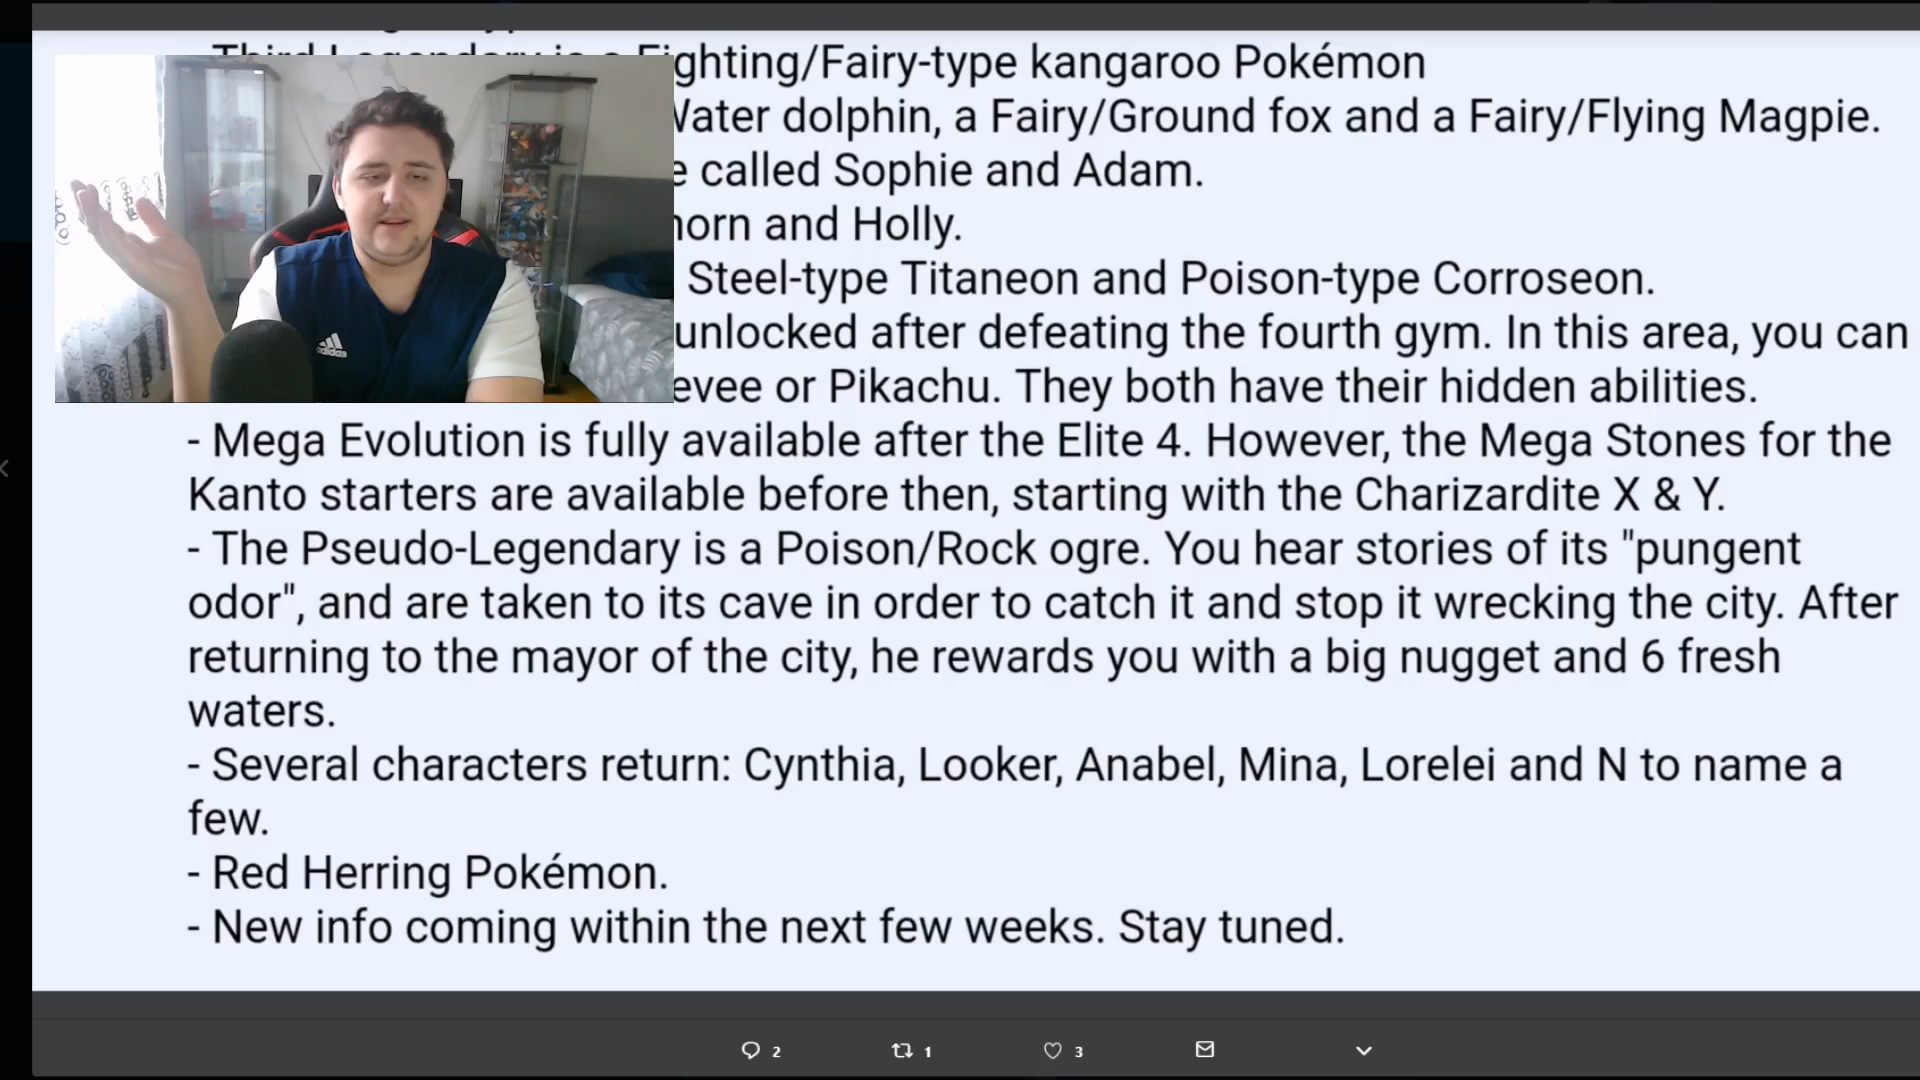 Third Legendary is a Fighting/Fairy-type kangaroo Pokémon
Water dolphin, a Fairy/Ground fox and a Fairy/Flying Magpie.
called Sophie and Adam.
and Holly.
Steel-type Titaneon and Poison-type Corroseon.
unlocked after defeating the fourth gym. In this area, you can
or Pikachu. They both have their hidden abilities.
- Mega Evolution is fully available after the Elite 4. However, the Mega Stones for the
Kanto starters are available before then, starting with the Charizardite X & Y.
- The Pseudo-Legendary is a Poison/Rock ogre. You hear stories of its "pungent
odor", and are taken to its cave in order to catch it and stop it wrecking the city. After
returning to the mayor of the city, he rewards you with a big nugget and 6 fresh
waters.
- Several characters return: Cynthia, Looker, Anabel, Mina, Lorelei and N to name a
few.
- Red Herring Pokémon.
- New info coming within the next few weeks. Stay tuned.
adidas
2 1 3